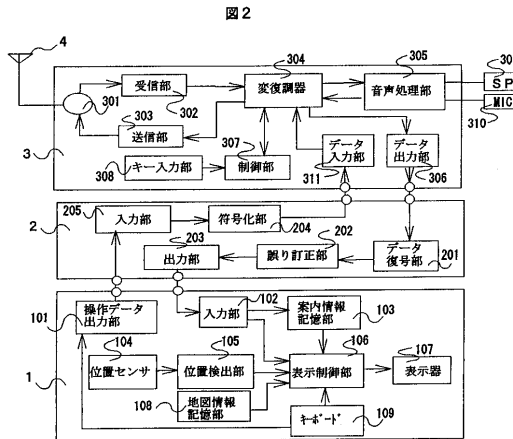 図2
4
304
305
30
受信部
変復調器
音声処理部
SP
301
302
MIC
303
送信部
310
3
307
データ入力部
データ出力部
308
キー入力部
制御部
311
306
205
入力部
符号化部
204
2
203
202
出力部
誤り訂正部
データ復号部
201
101
操作データ出力部
102
入力部
案内情報記憶部
103
104
105
106
107
1
位置センサ
位置検出部
表示制御部
表示器
108
地図情報記憶部
キーボード
109